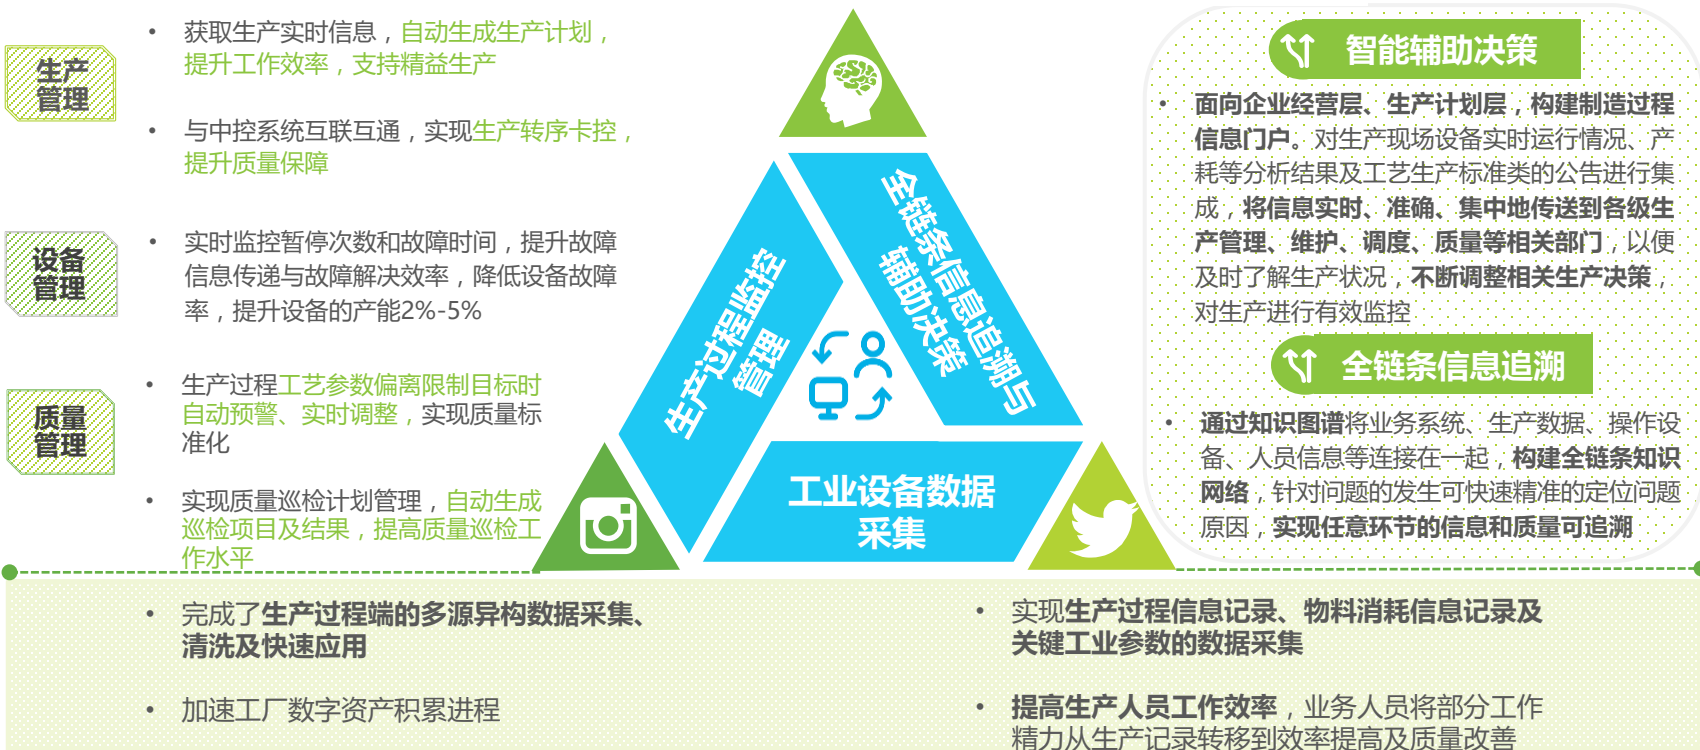 生产
管理
• 获取生产实时信息，自动生成生产计划，
提升工作效率，支持精益生产
• 与中控系统互联互通，实现生产转序卡控，
提升质量保障
设备
管理
• 实时监控暂停次数和故障时间，提升故障
信息传递与故障解决效率，降低设备故障
率，提升设备的产能2%-5%
质量
管理
• 生产过程工艺参数偏离限制目标时
自动预警、实时调整，实现质量标
准化
• 实现质量巡检计划管理，自动生成
巡检项目及结果，提高质量巡检工
作水平
生产过程监控
管理
全链条信息追溯与
辅助决策
工业设备数据
采集
智能辅助决策
• 面向企业经营层、生产计划层，构建制造过程
信息门户。对生产现场设备实时运行情况、产
耗等分析结果及工艺生产标准类的公告进行集
成，将信息实时、准确、集中地传送到各级生
产管理、维护、调度、质量等相关部门，以便
及时了解生产状况，不断调整相关生产决策，
对生产进行有效监控
全链条信息追溯
• 通过知识图谱将业务系统、生产数据、操作设
备、人员信息等连接在一起，构建全链条知识
网络，针对问题的发生可快速精准的定位问题
原因，实现任意环节的信息和质量可追溯
• 完成了生产过程端的多源异构数据采集、
清洗及快速应用
• 加速工厂数字资产积累进程
• 实现生产过程信息记录、物料消耗信息记录及
关键工业参数的数据采集
• 提高生产人员工作效率，业务人员将部分工作
精力从生产记录转移到效率提高及质量改善